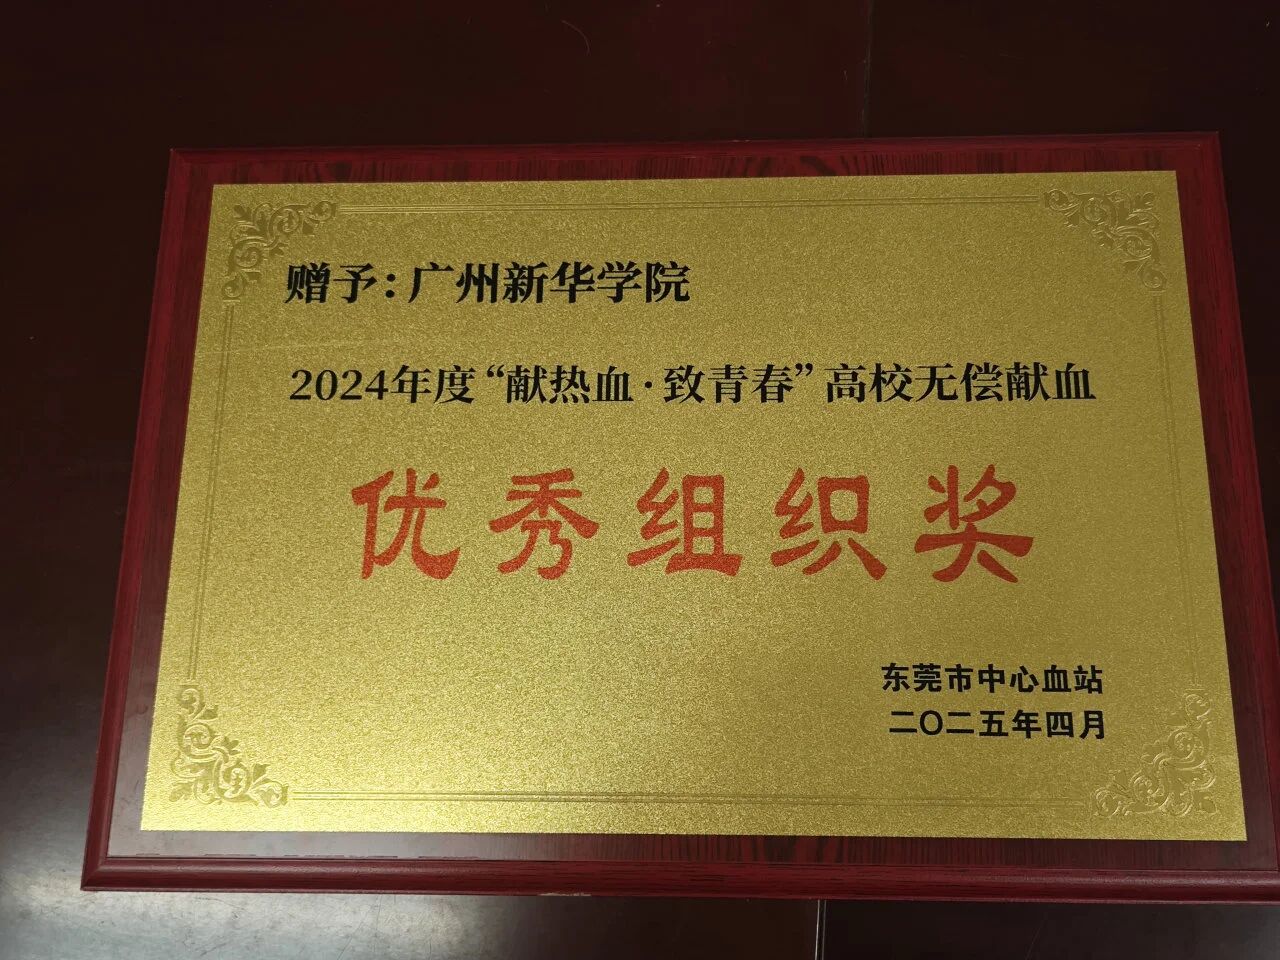 赠予：广州新华学院
2024年度“献热血·致青春”高校无偿献血
优秀组织奖
东莞市中心血站
二〇二五年四月